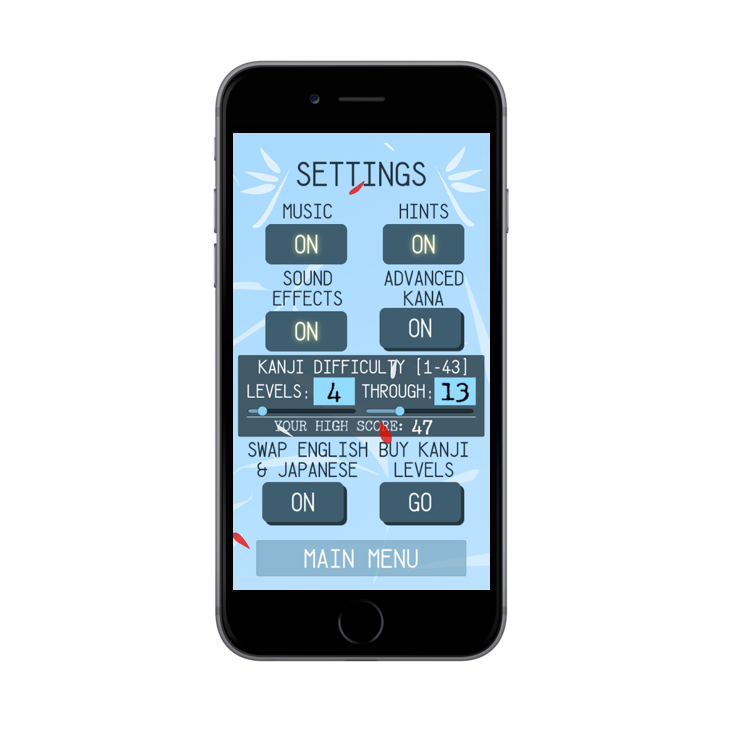 SETTINGS
MUSIC HINTS
ON ON
SOUND ADVANCED
EFFECTS KANA
ON ON
KANJI DIFFICULTY [1-43]
LEVELS: 4 THROUGH: 13
YOUR HIGH SCORE: 47
SWAP ENGLISH BUY KANJI
& JAPANESE LEVELS
ON GO
MAIN MENU